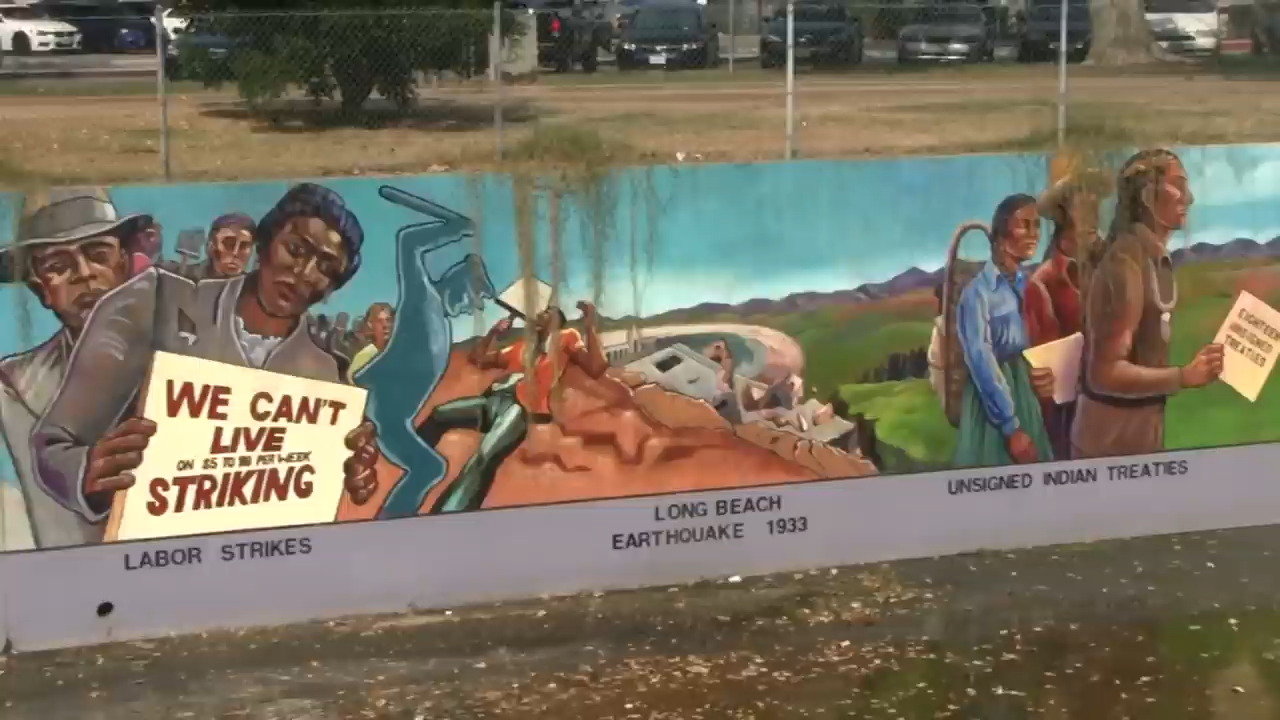 WE CAN'T
LIVE
ON $5 TO $8 PER WEEK
STRIKING
EIGHTEEN
UNSIGNED
TREATIES
LABOR STRIKES
LONG BEACH
EARTHQUAKE 1933
UNSIGNED INDIAN TREATIES